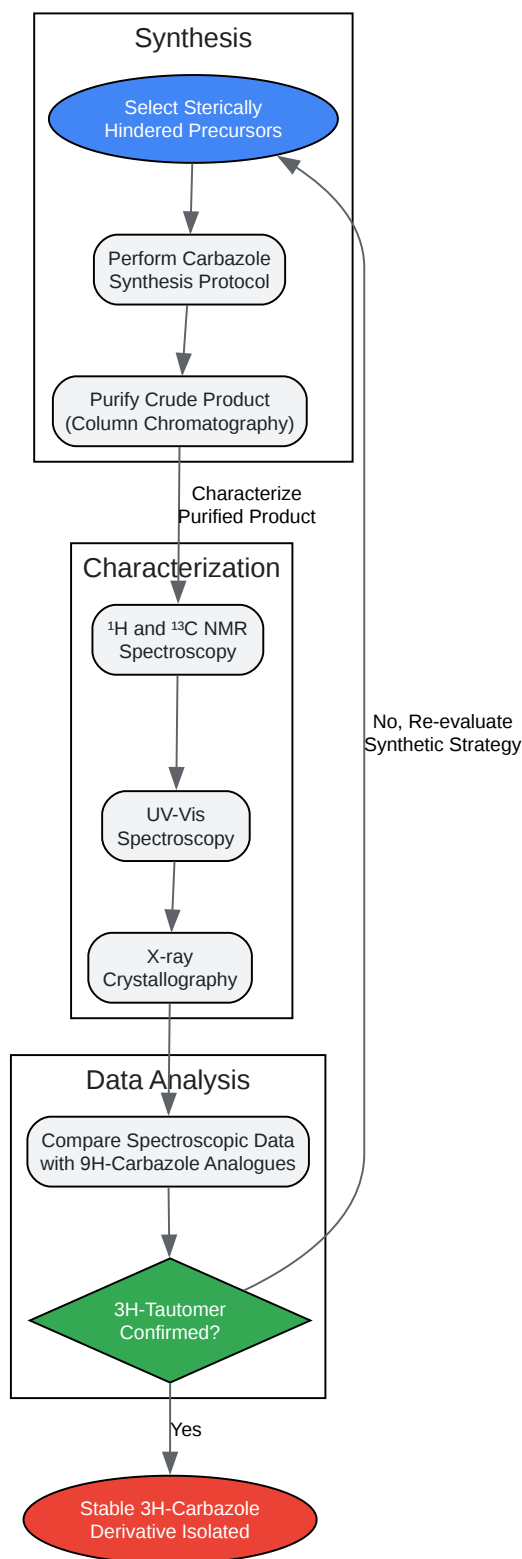 Synthesis
Select Sterically
Hindered Precursors
Perform Carbazole
Synthesis Protocol
Purify Crude Product
(Column Chromatography)
Characterize
Purified Product
Characterization
¹H and ¹³C NMR
Spectroscopy
UV-Vis
Spectroscopy
X-ray
Crystallography
Data Analysis
Compare Spectroscopic Data
with 9H-Carbazole Analogues
3H-Tautomer
Confirmed?
No, Re-evaluate
Synthetic Strategy
Yes
Stable 3H-Carbazole
Derivative Isolated